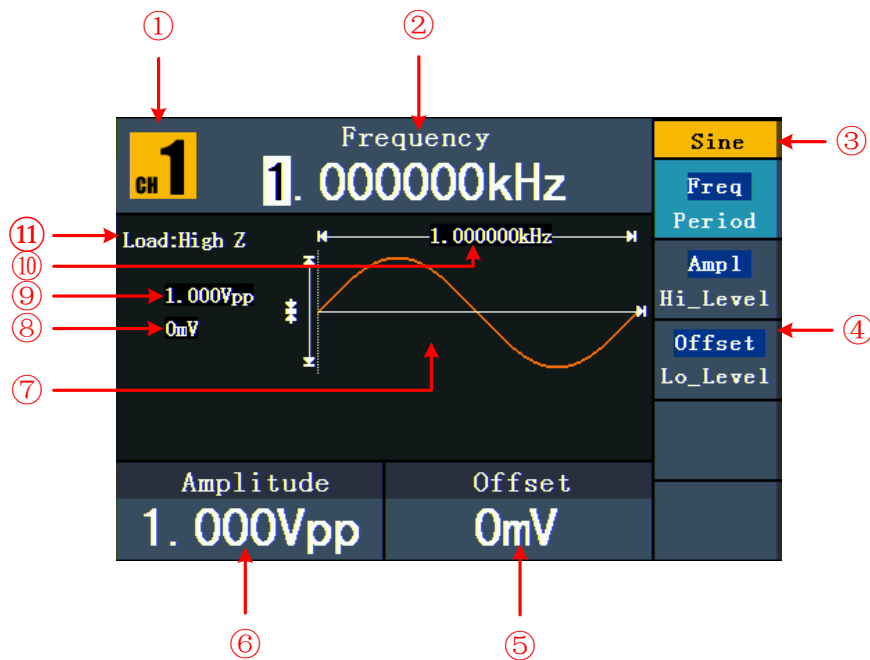 ① ②
Frequency
CH 1
1.000000kHz
Sine
③
Freq
Period
⑪
Load:High Z
1.000000kHz
⑩
Ampl
Hi_Level
⑨
1.000Vpp
⑧
0mV
Offset
Lo_Level
④
⑦
Amplitude
1.000Vpp
Offset
0mV
⑥ ⑤